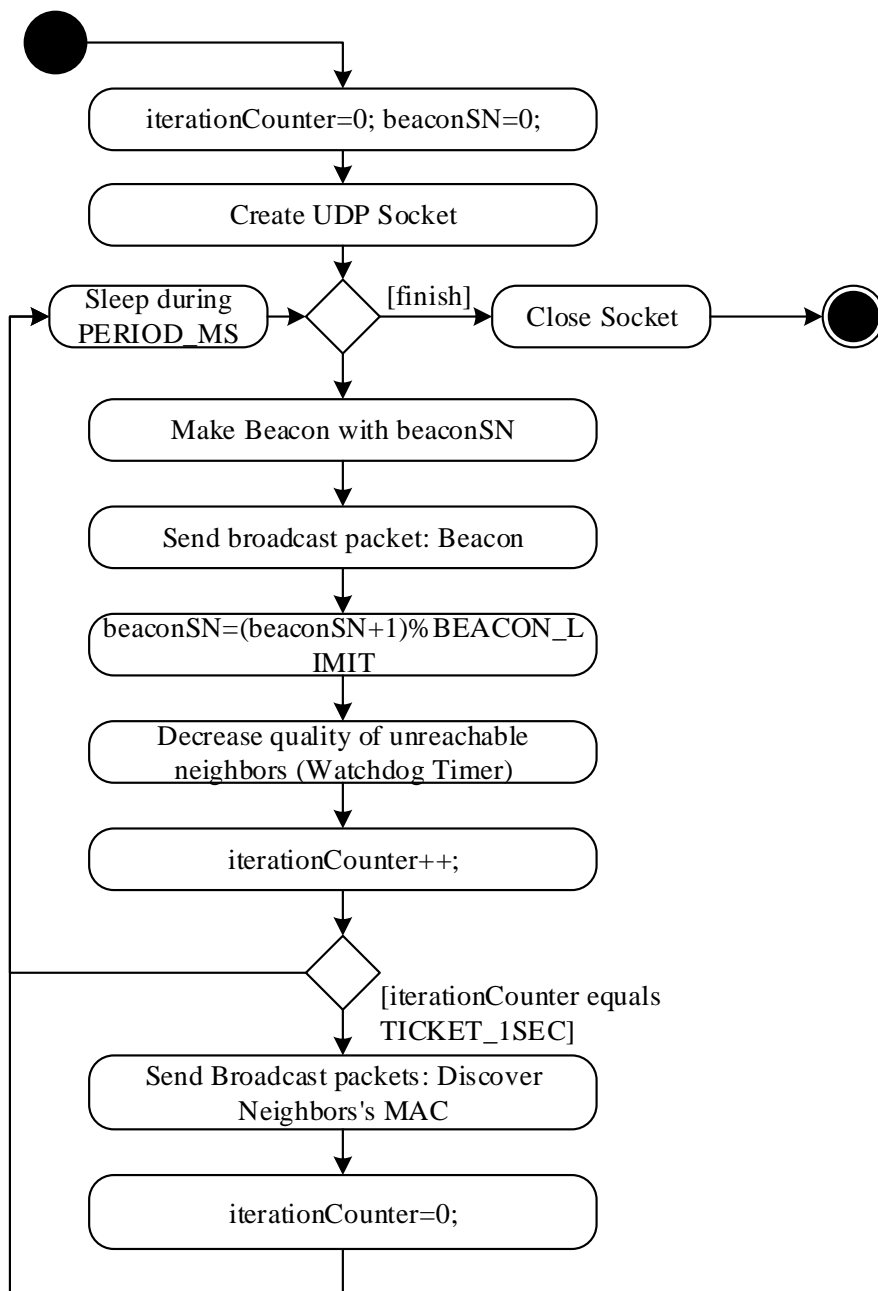 iterationCounter=0; beaconSN=0;
Create UDP Socket
Sleep during
PERIOD_MS
[finish]
Close Socket
Make Beacon with beaconSN
Send broadcast packet: Beacon
beaconSN=(beaconSN+1)%BEACON_L
IMIT
Decrease quality of unreachable
neighbors (Watchdog Timer)
iterationCounter++;
[iterationCounter equals
TICKET_1SEC]
Send Broadcast packets: Discover
Neighbors's MAC
iterationCounter=0;